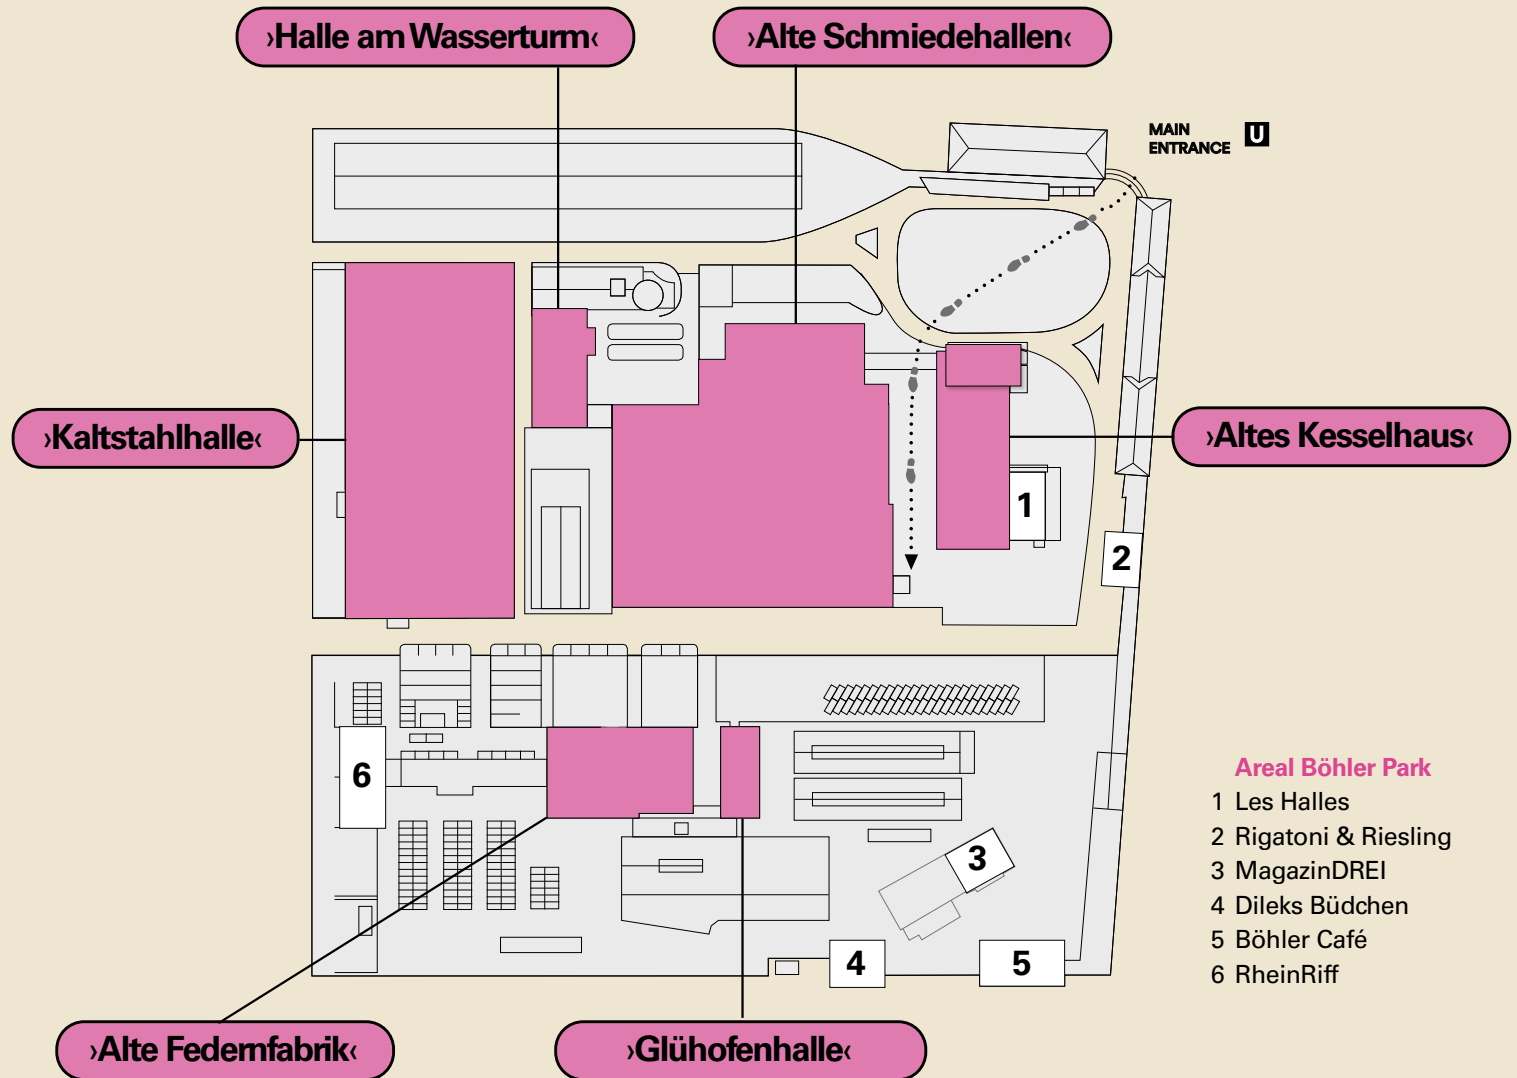 ›Halle am Wasserturm‹
›Alte Schmiedehallen‹
MAIN
ENTRANCE U
›Kaltstahlhalle‹
›Altes Kesselhaus‹
1
2
6
3
4
5
Areal Böhler Park
1 Les Halles
2 Rigatoni & Riesling
3 MagazinDREI
4 Dileks Büdchen
5 Böhler Café
6 RheinRiff
›Alte Federnfabrik‹
›Glühofenhalle‹